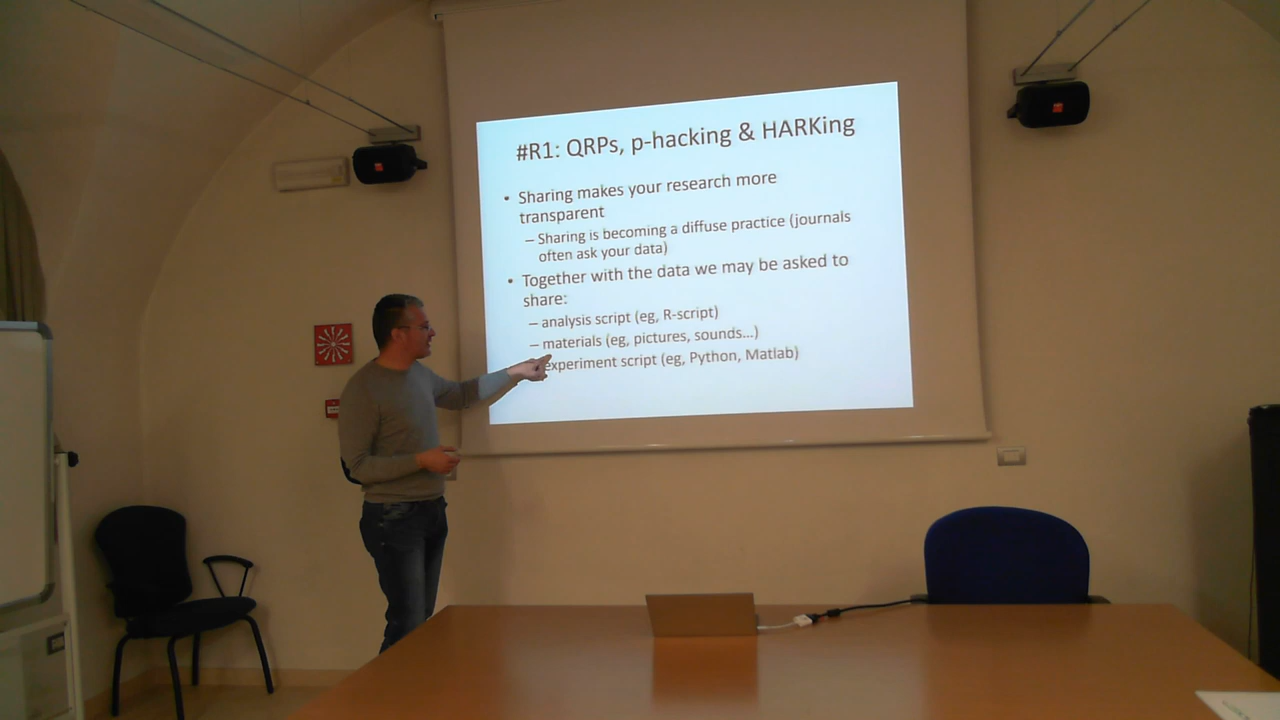 #R1: QRPs, p-hacking & HARKing
• Sharing makes your research more
transparent
– Sharing is becoming a diffuse practice (journals
often ask your data)
• Together with the data we may be asked to
share:
– analysis script (eg, R-script)
– materials (eg, pictures, sounds...)
experiment script (eg, Python, Matlab)